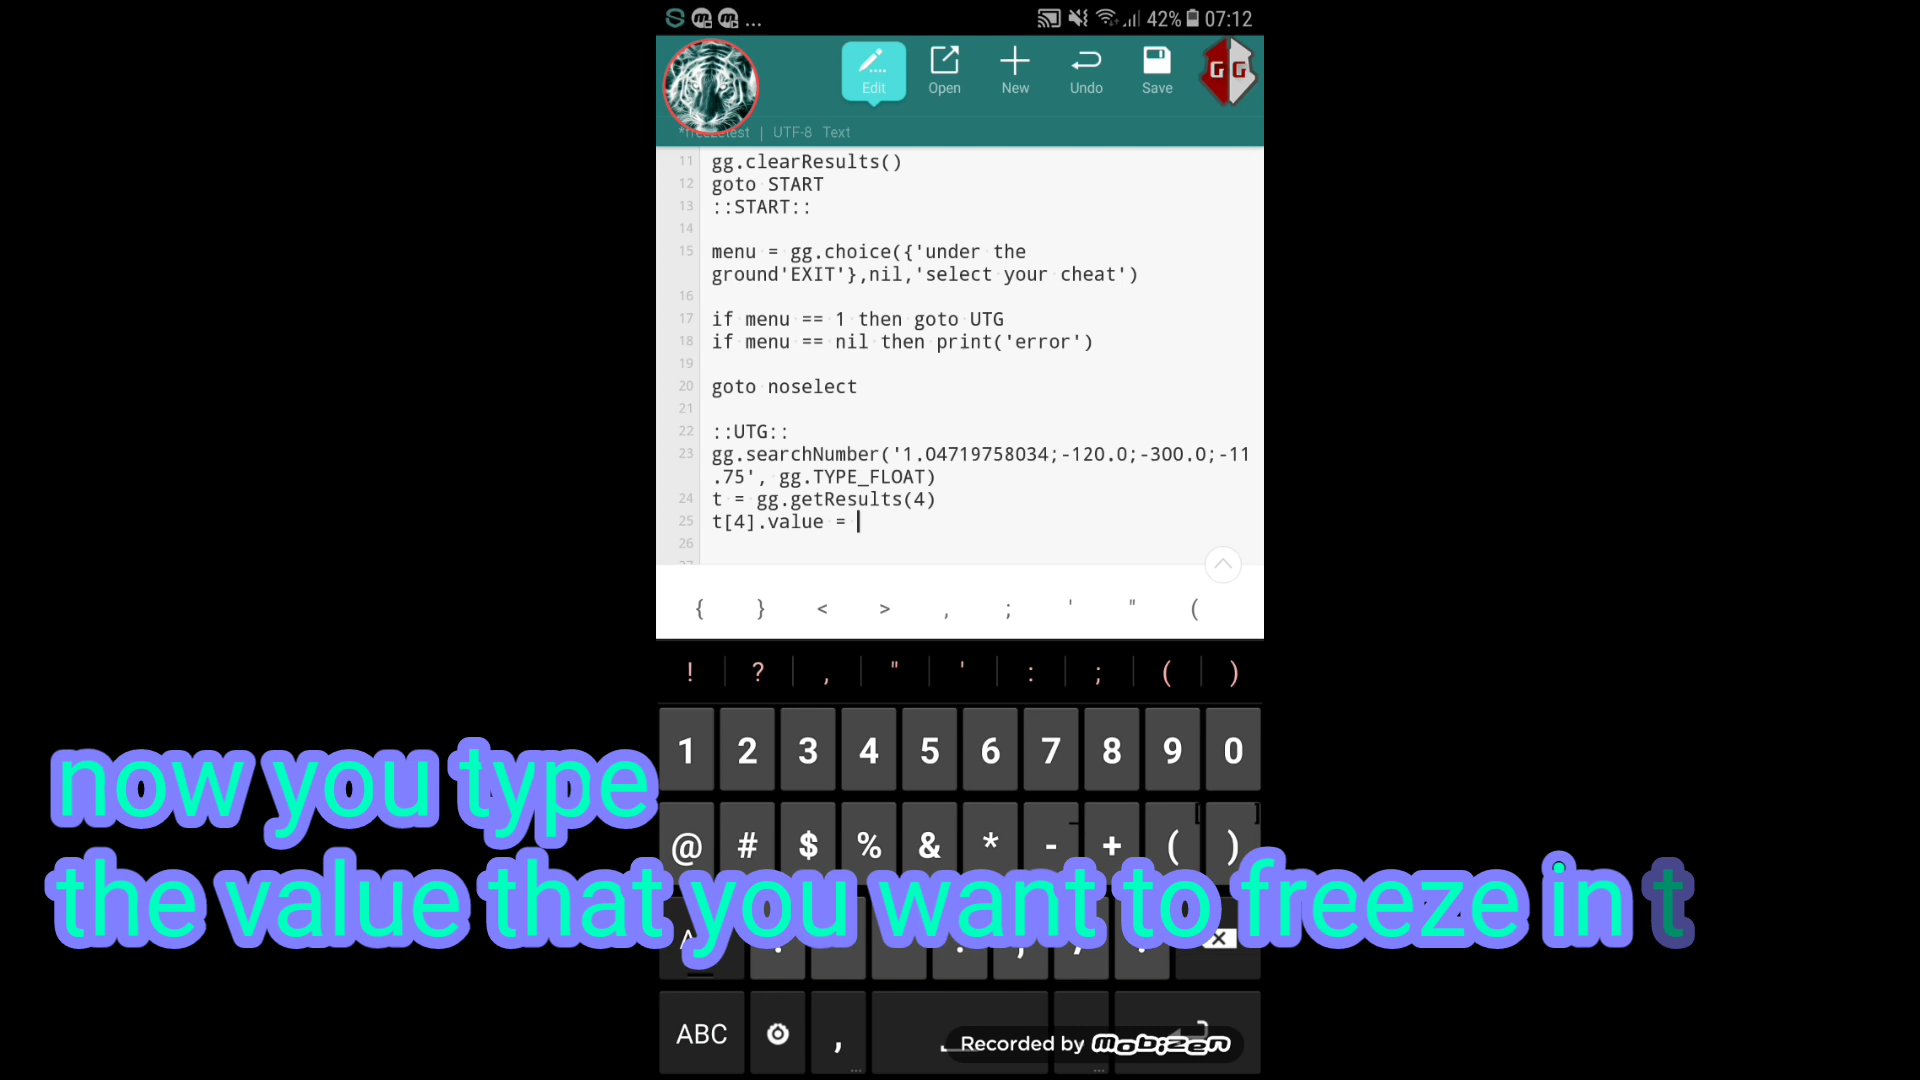 ... 42% 07:12
Edit Open New Undo Save GG
| UTF-8 Text
11 gg.clearResults()
12 goto START
13 ::START::
14
15 menu = gg.choice({'under the
ground'EXIT'},nil,'select your cheat')
16
17 if menu == 1 then goto UTG
18 if menu == nil then print('error')
19
20 goto noselect
21
22 ::UTG::
23 gg.searchNumber('1.04719758034;-120.0;-300.0;-11
.75', gg.TYPE_FLOAT)
24 t = gg.getResults(4)
25 t[4].value =
26
{ } < > , ; ' " (
! ? , " ' : ; ( )
1 2 3 4 5 6 7 8 9 0
now you type
@ # $ % & * - + ( )
the value that you want to freeze in t
ABC ,
Recorded by mobizen